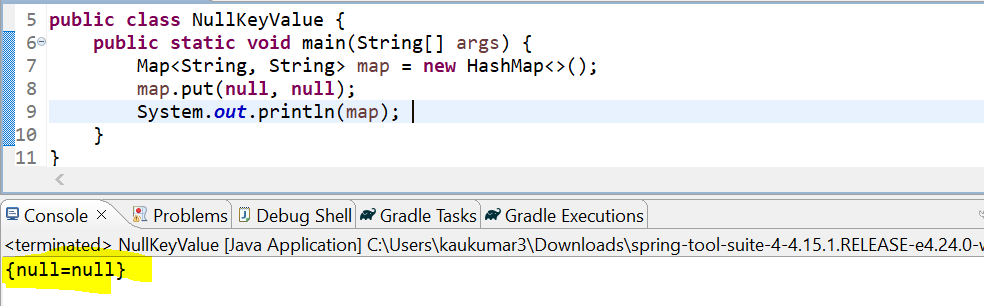 5 public class NullKeyValue {
6 public static void main(String[] args) {
7 Map<String, String> map = new HashMap<>();
8 map.put(null, null);
9 System.out.println(map);
10 }
11 }
Console Problems Debug Shell Gradle Tasks Gradle Executions
<terminated> NullKeyValue [Java Application] C:\Users\kaukumar3\Downloads\spring-tool-suite-4-4.15.1.RELEASE-e4.24.0-w
{null=null}